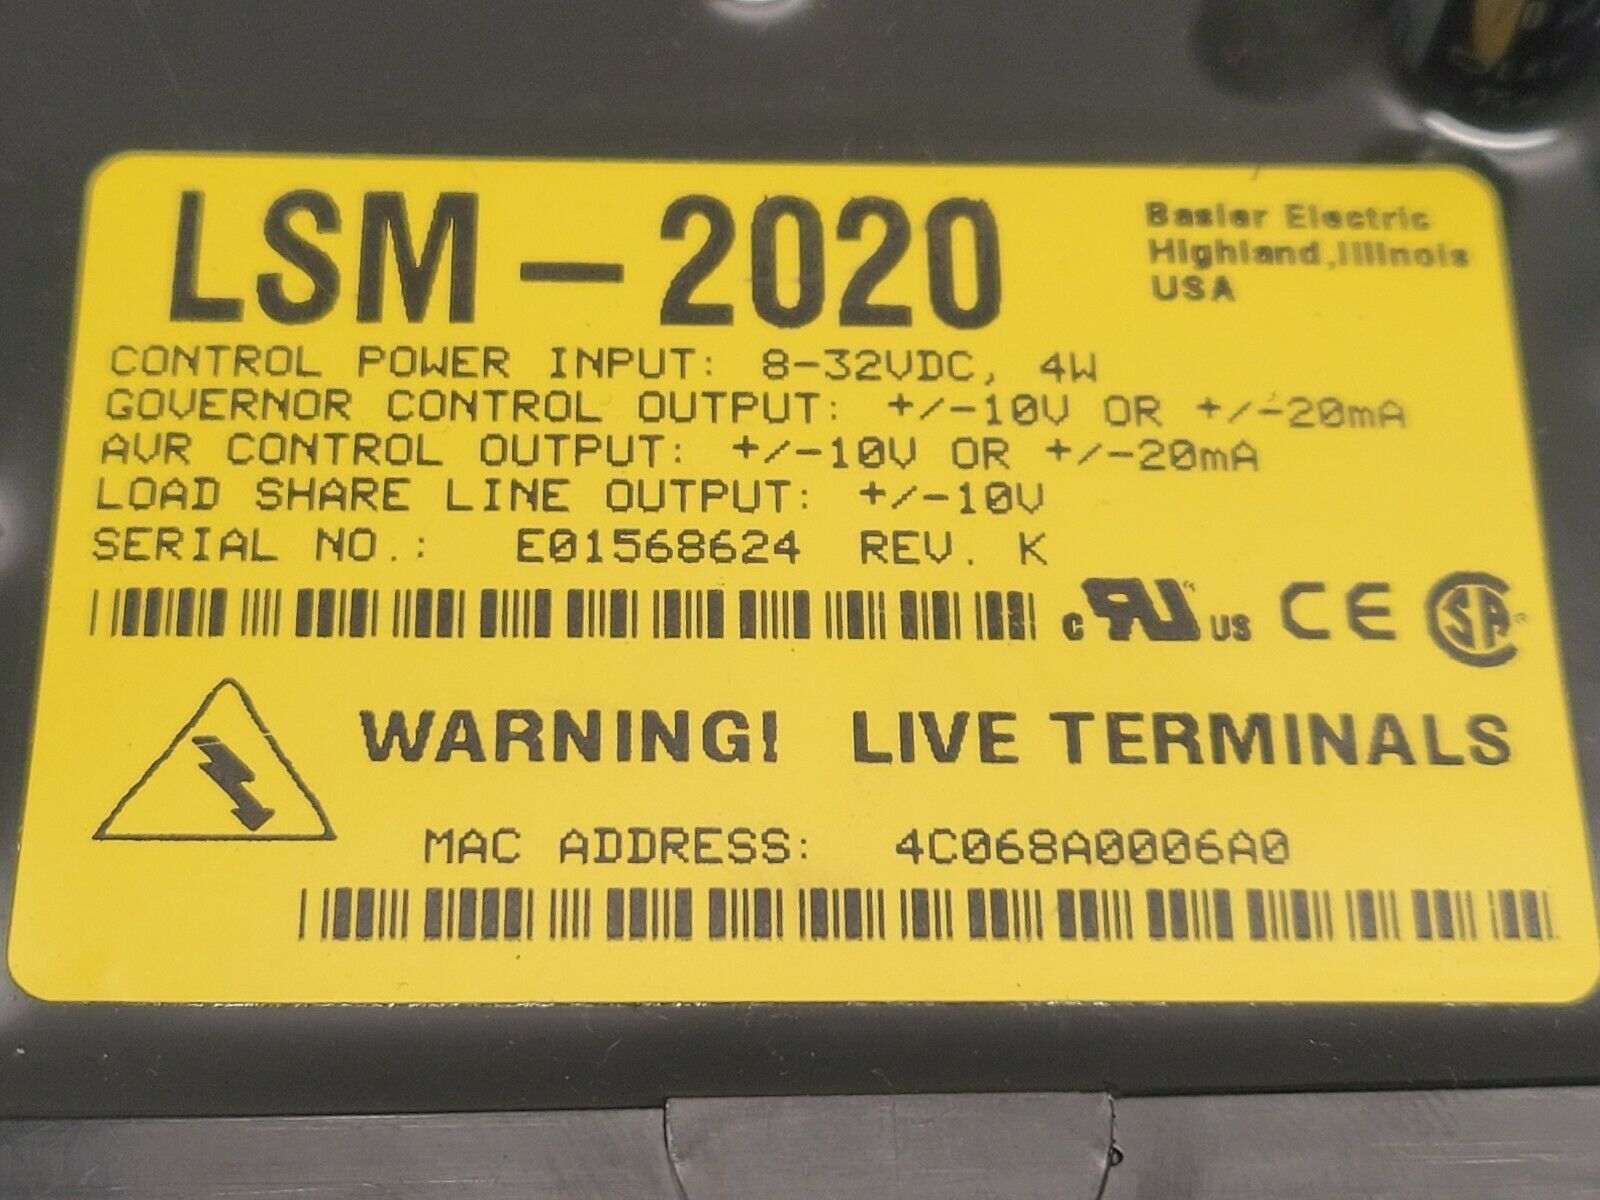 LSM-2020
Basler Electric
Highland, Illinois
USA
CONTROL POWER INPUT: 8-32VDC, 4W
GOVERNOR CONTROL OUTPUT: +/-10V OR +/-20mA
AVR CONTROL OUTPUT: +/-10V OR +/-20mA
LOAD SHARE LINE OUTPUT: +/-10V
SERIAL NO.: E01568624 REV. K
c RU US CE CSA
WARNING! LIVE TERMINALS
MAC ADDRESS: 4C068A0006A0